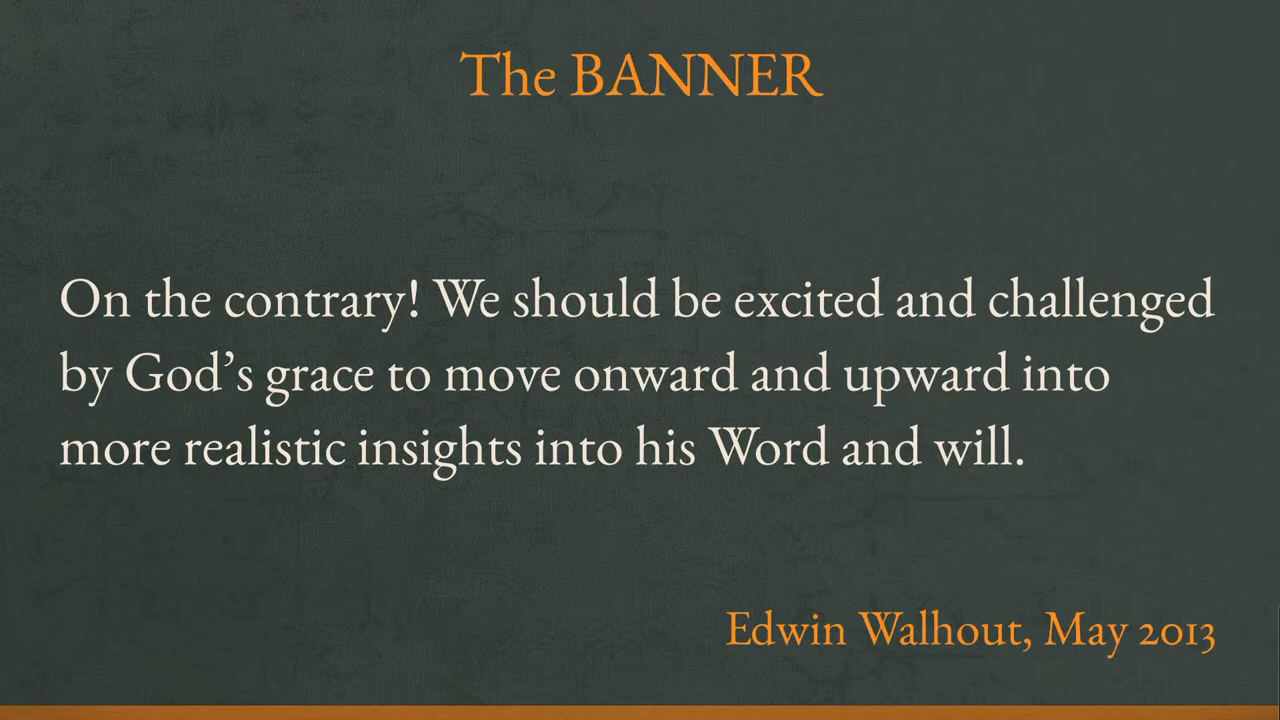 The BANNER
On the contrary! We should be excited and challenged
by God’s grace to move onward and upward into
more realistic insights into his Word and will.
Edwin Walhout, May 2013